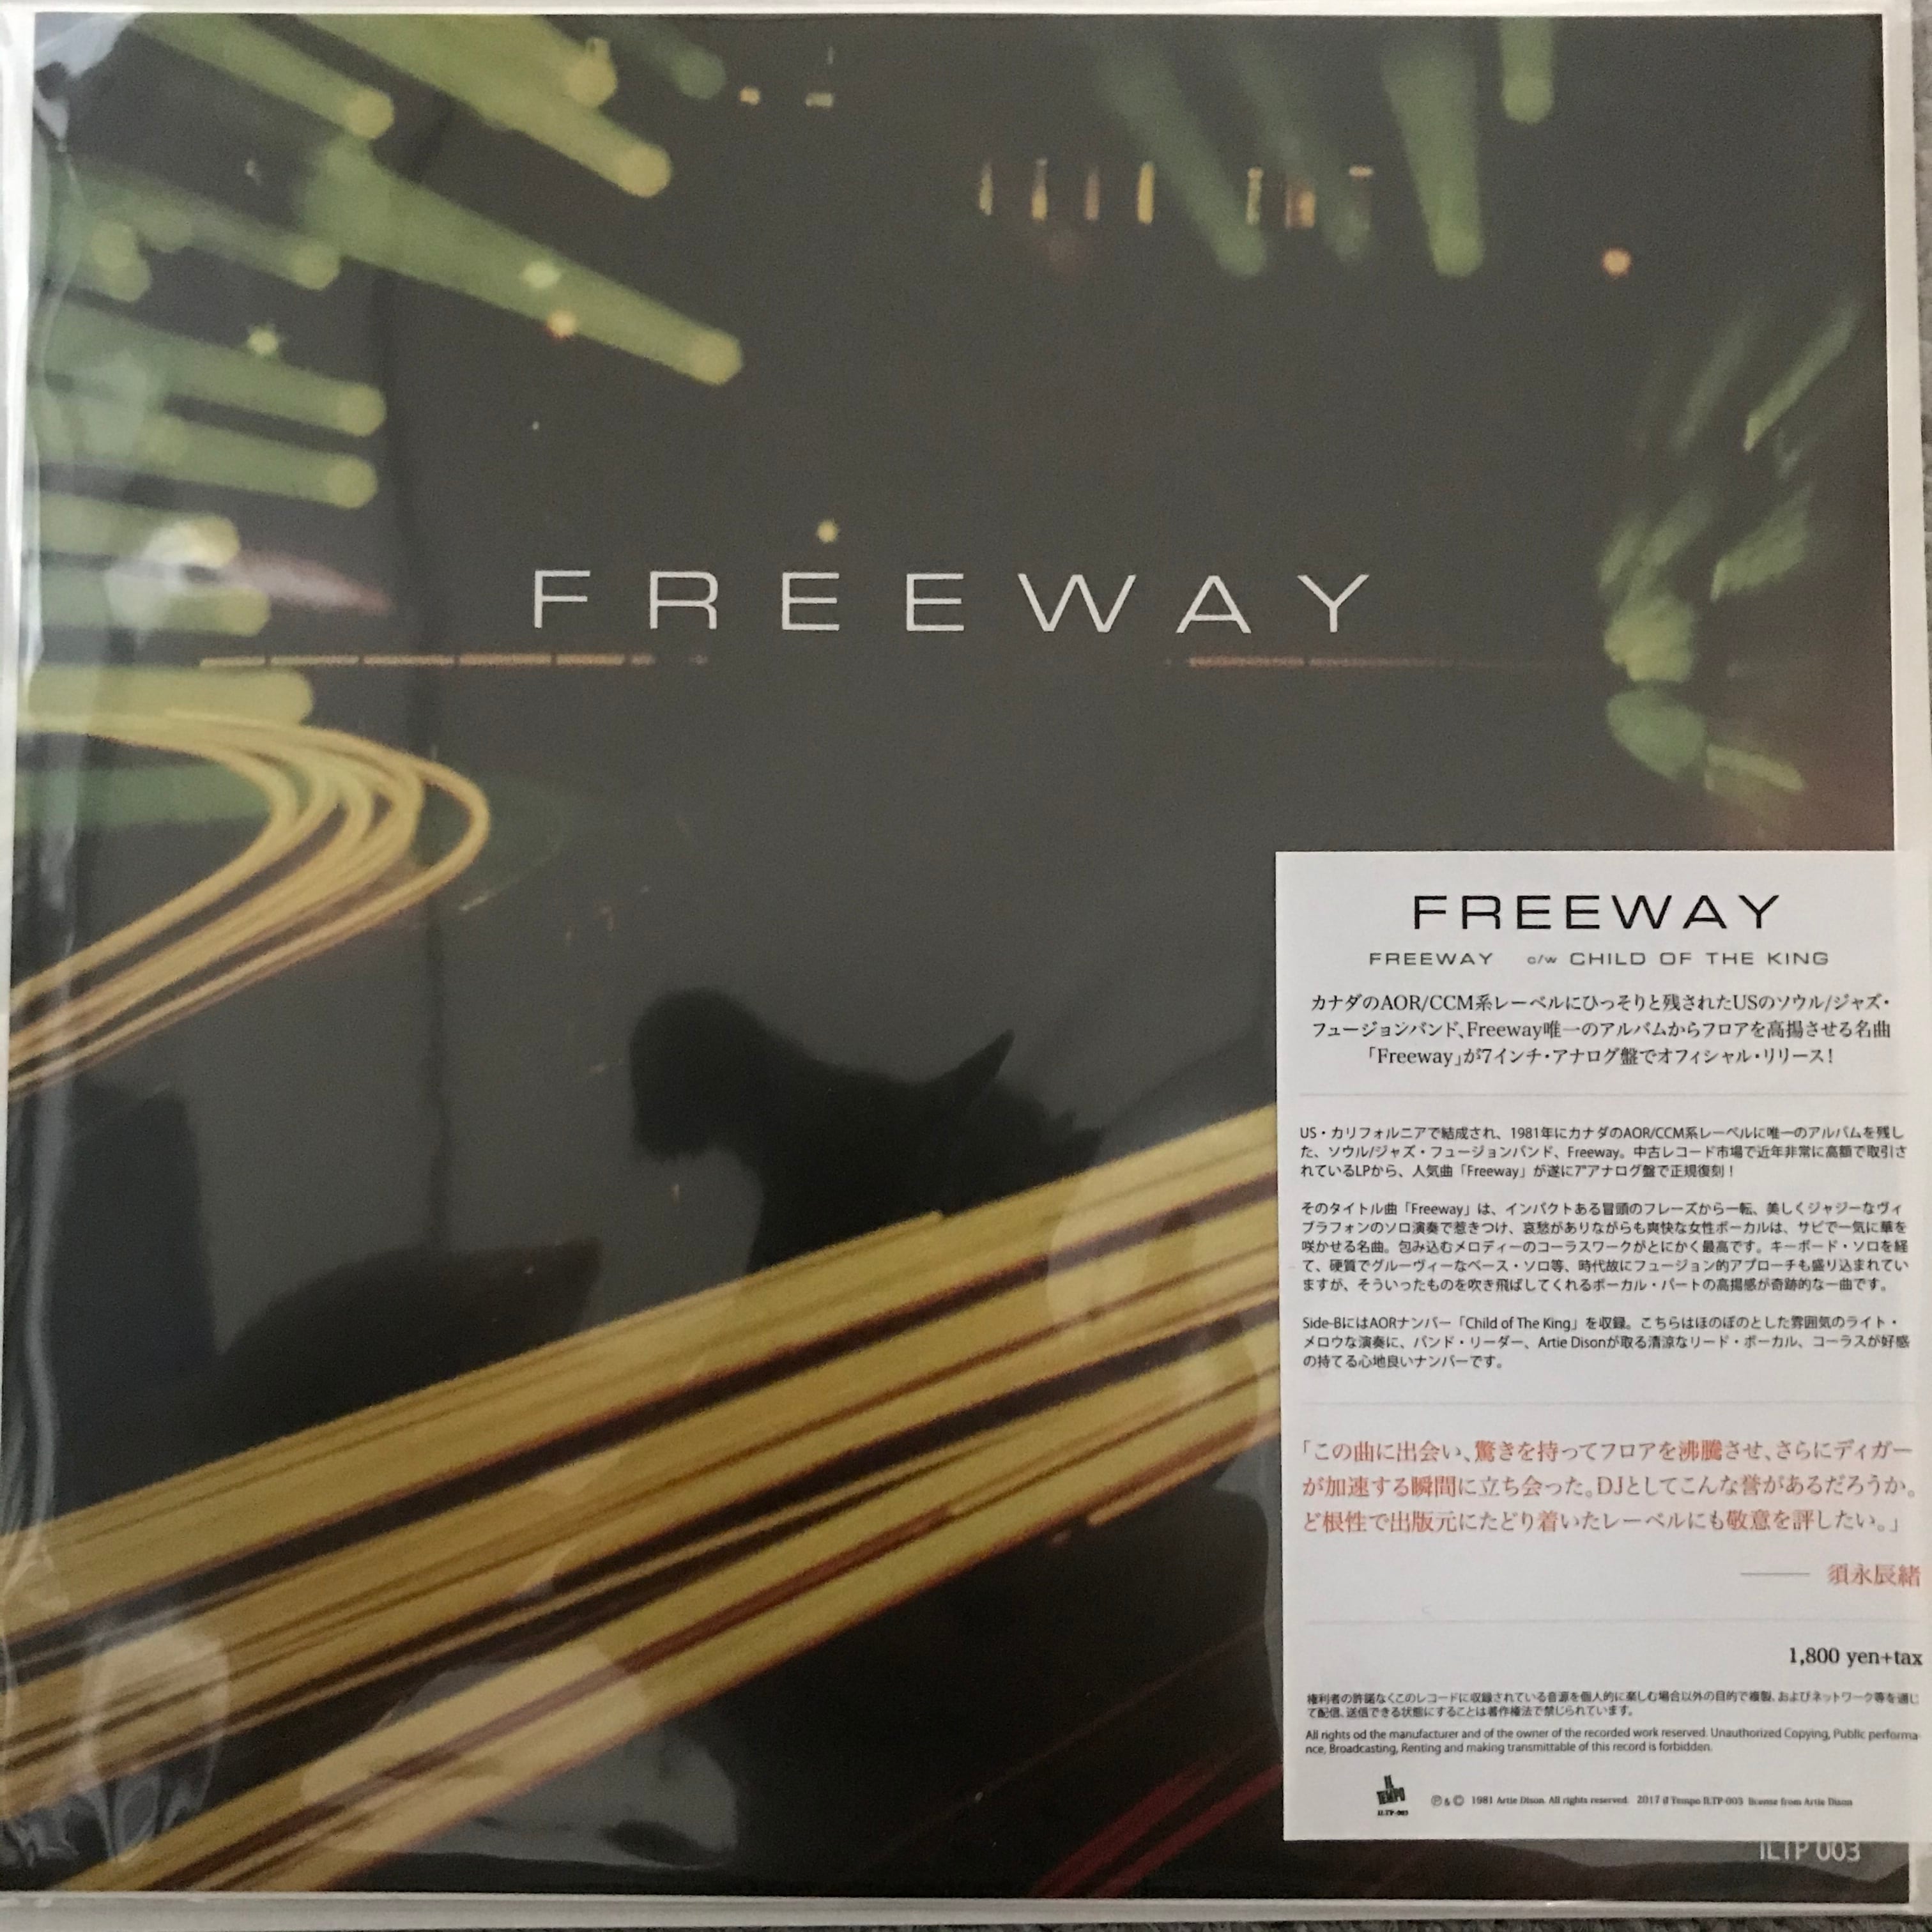 FREEWAY
FREEWAY
FREEWAY c/w CHILD OF THE KING
カナダのAOR/CCM系レーベルにひっそりと残されたUSのソウル/ジャズ・
フュージョンバンド、Freeway唯一のアルバムからフロアを高揚させる名曲
「Freeway」が7インチ・アナログ盤でオフィシャル・リリース！
US・カリフォルニアで結成され、1981年にカナダのAOR/CCM系レーベルに唯一のアルバムを残し
た、ソウル/ジャズ・フュージョンバンド、Freeway。中古レコード市場で近年非常に高額で取引さ
れているLPから、人気曲「Freeway」が遂にアアナログ盤で正規復刻！
そのタイトル曲「Freeway」は、インパクトある冒頭のフレーズから一転、美しくジャジーなヴィ
ブラフォンのソロ演奏で惹きつけ、哀愁がありながらも爽快な女性ボーカルは、サビで一気に華を
咲かせる名曲。包み込むメロディーのコーラスワークがとにかく最高です。キーボード・ソロを経
て、硬質でグルーヴィーなベース・ソロ等、時代故にフュージョン的アプローチも盛り込まれてい
ますが、そういったものを吹き飛ばしてくれるボーカル・パートの高揚感が奇跡的な一曲です。
Side-BにはAORナンバー「Child of The King」を収録。こちらはほのぼのとした雰囲気のライト・
メロウな演奏に、バンド・リーダー、Artie Disonが取る清涼なリード・ボーカル、コーラスが好感
の持てる心地良いナンバーです。
「この曲に出会い、驚きを持ってフロアを沸騰させ、さらにディガー
が加速する瞬間に立ち会った。DJとしてこんな誉があるだろうか。
ど根性で出版元にたどり着いたレーベルにも敬意を評したい。」
―― 須永辰緒
1,800 yen+tax
権利者の許諾なくこのレコードに収録されている音源を個人的に楽しむ場合以外の目的で複製、およびネットワーク等を通じ
て配信、送信できる状態にすることは著作権法で禁じられています。
All rights od the manufacturer and of the owner of the recorded work reserved. Unauthorized Copying, Public performa-
nce, Broadcasting, Renting and making transmittable of this record is forbidden.
IL
TEMPO
ILTP-003
℗ & © 1981 Artie Dison. All rights reserved. 2017 il Tempo ILTP-003 license from Artie Dison
ILTP 003